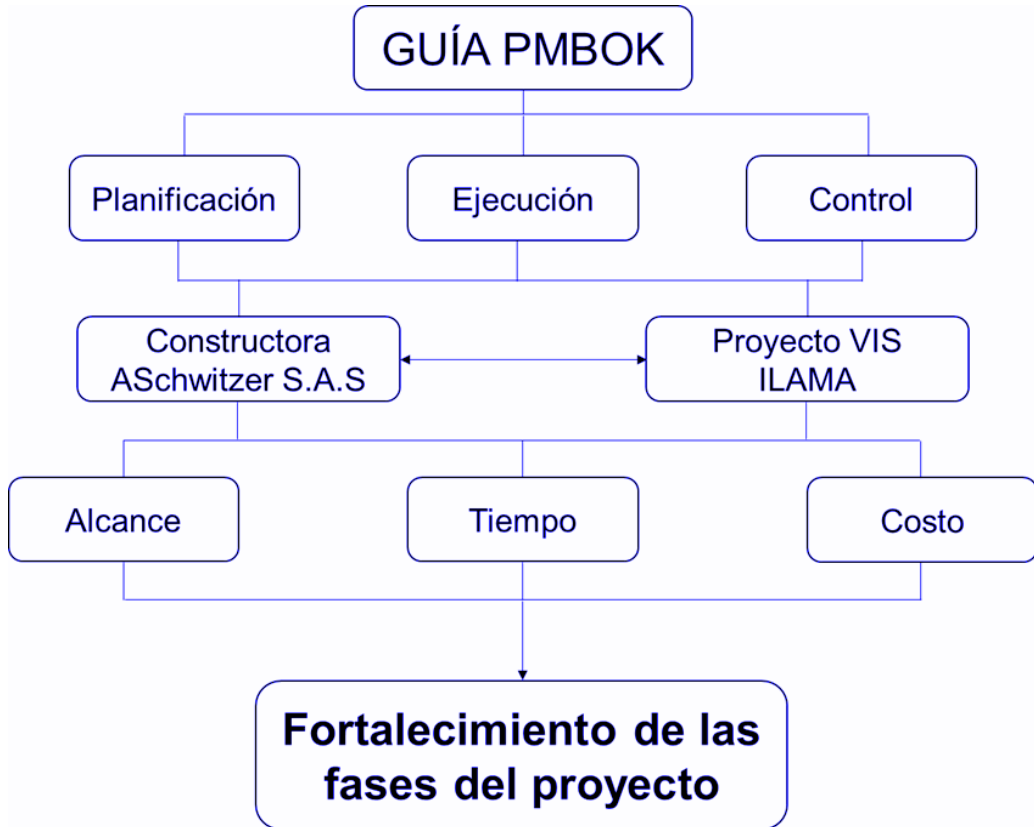 GUÍA PMBOK
Planificación
Ejecución
Control
Constructora
ASchwitzer S.A.S
Proyecto VIS
ILAMA
Alcance
Tiempo
Costo
Fortalecimiento de las
fases del proyecto